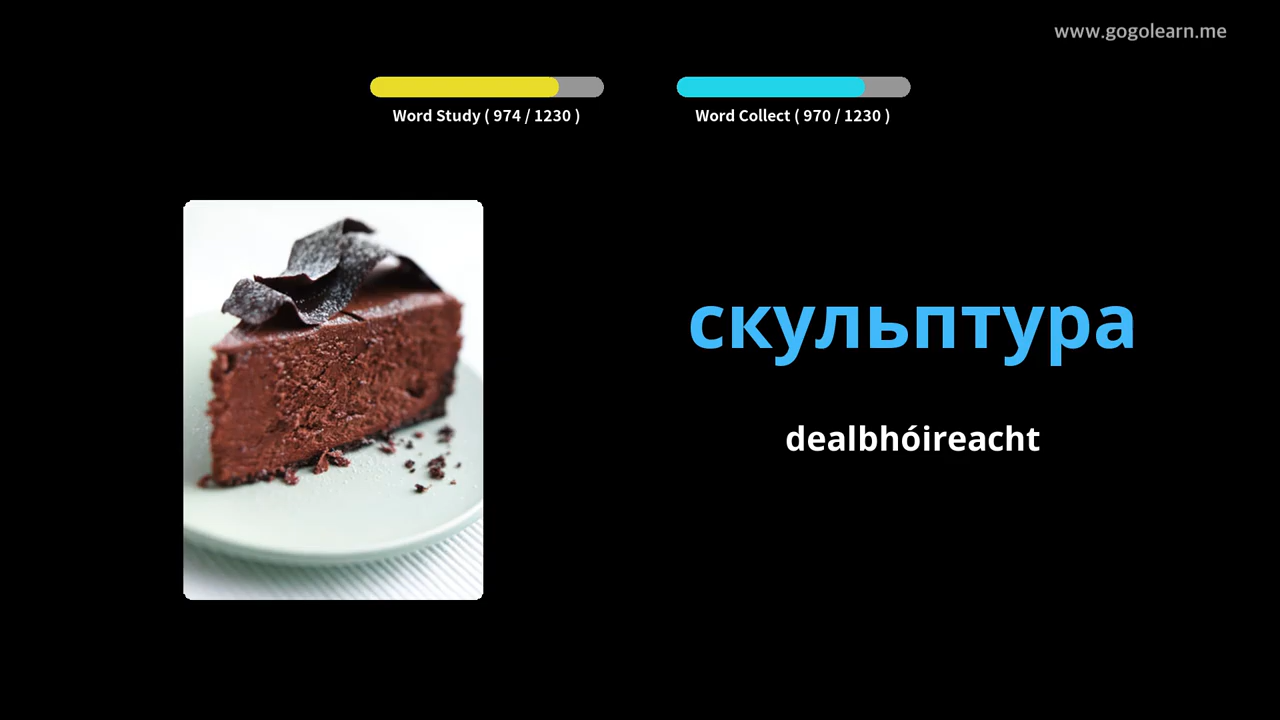 www.gogolearn.me
Word Study ( 974 / 1230 )
Word Collect ( 970 / 1230 )
скульптура
dealbhóireacht